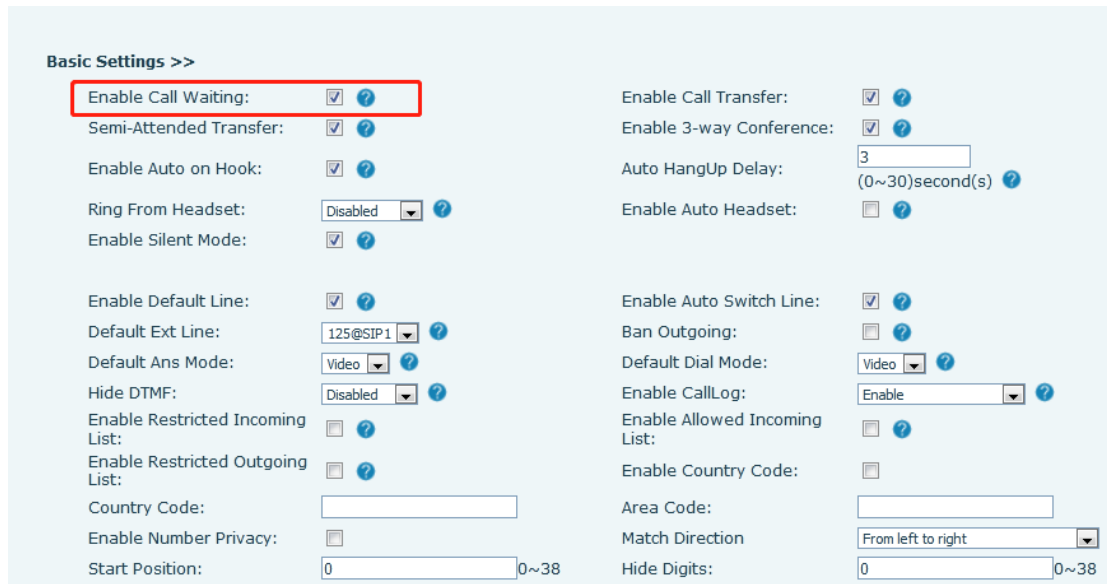 Basic Settings >>
Enable Call Waiting: ? Enable Call Transfer: ?
Semi-Attended Transfer: ? Enable 3-way Conference: ?
Enable Auto on Hook: ? Auto HangUp Delay: 3
(0~30)second(s) ?
Ring From Headset: Disabled ? Enable Auto Headset: ?
Enable Silent Mode: ?
Enable Default Line: ? Enable Auto Switch Line: ?
Default Ext Line: 125@SIP1 ? Ban Outgoing: ?
Default Ans Mode: Video ? Default Dial Mode: Video ?
Hide DTMF: Disabled ? Enable CallLog: Enable ?
Enable Restricted Incoming
List: ? Enable Allowed Incoming
List: ?
Enable Restricted Outgoing
List: ? Enable Country Code:
Country Code: Area Code:
Enable Number Privacy: Match Direction From left to right
Start Position: 0 0~38 Hide Digits: 0 0~38